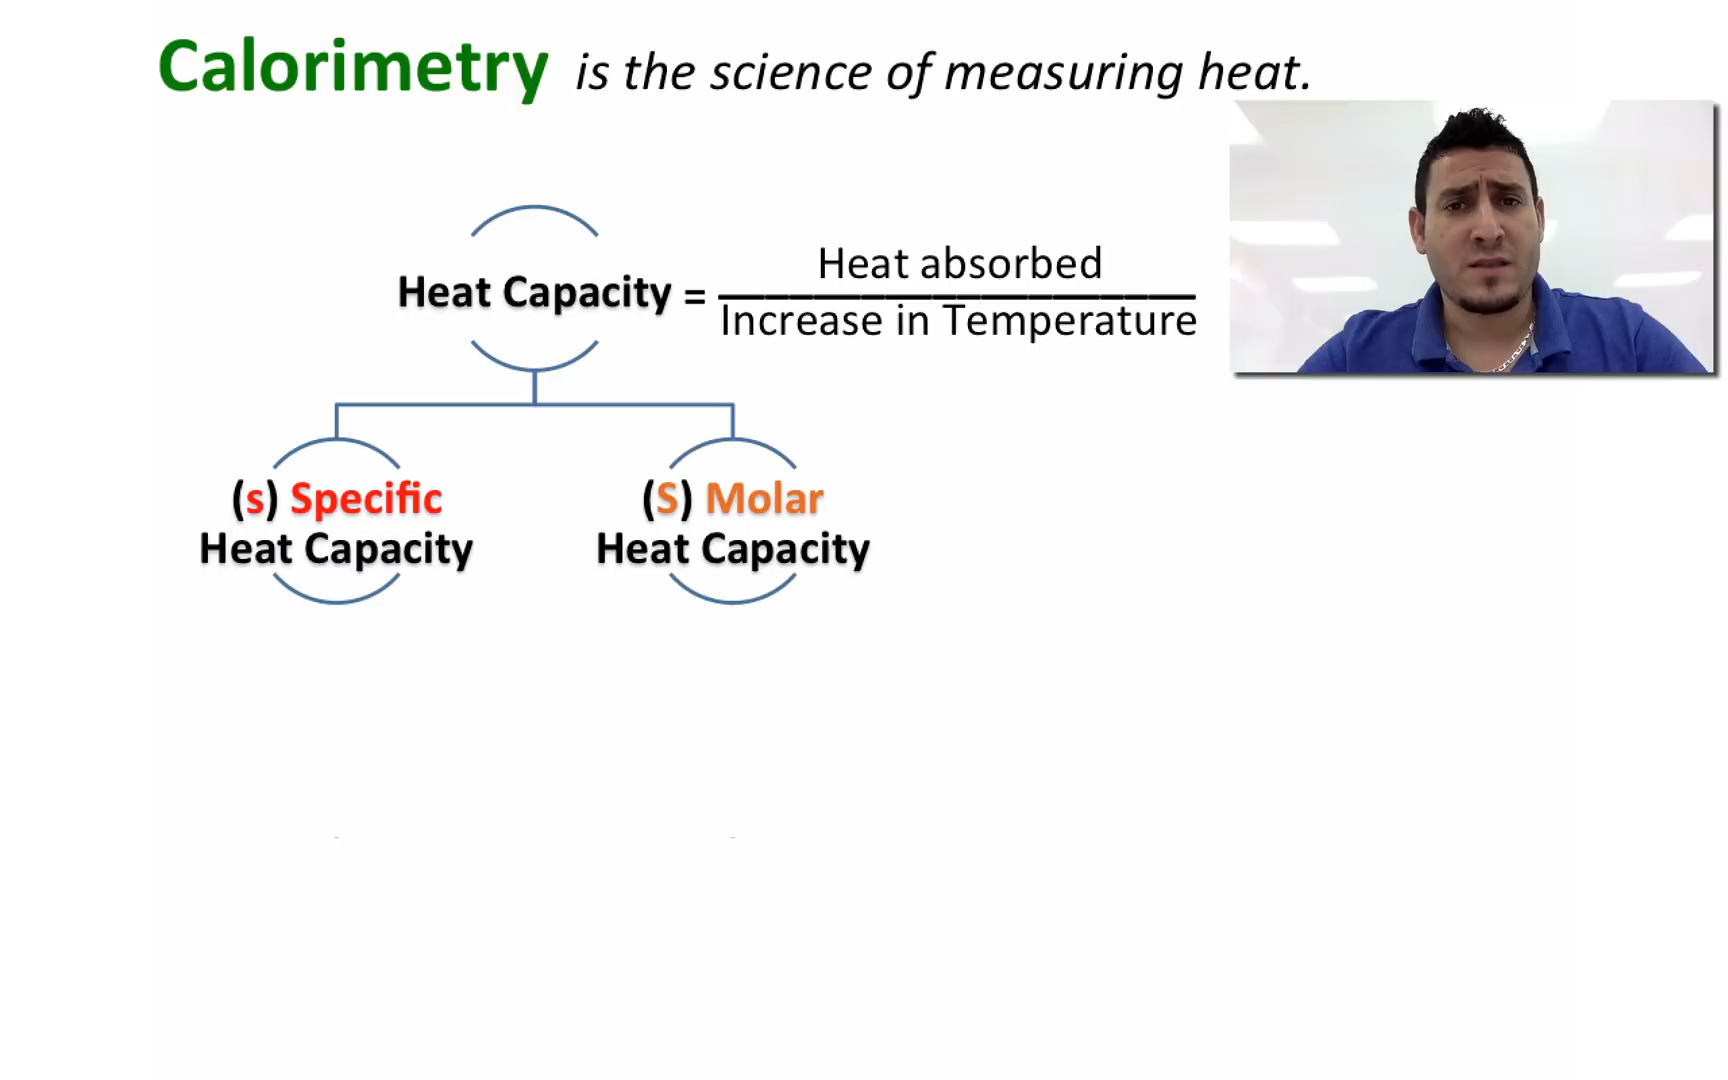 Calorimetry is the science of measuring heat.
Heat Capacity = Heat absorbed
Increase in Temperature
(s) Specific
Heat Capacity
(S) Molar
Heat Capacity